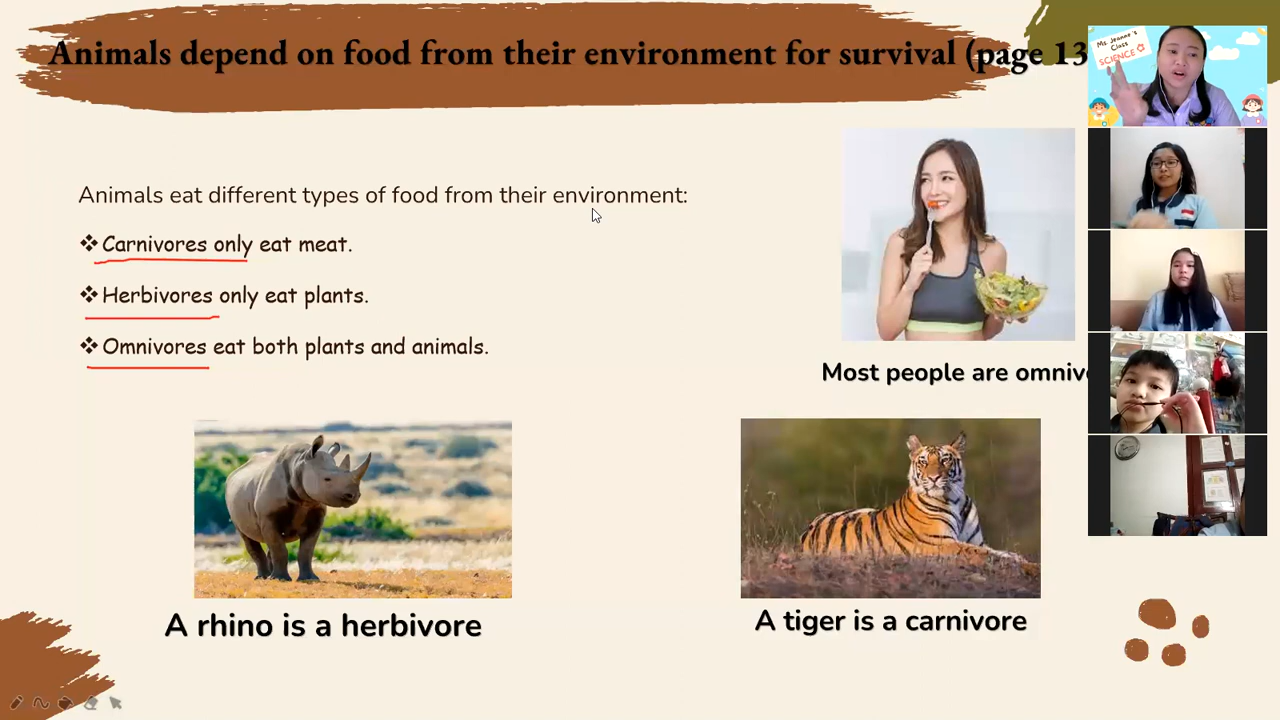 Animals depend on food from their environment for survival (page 13
Ms. Jeanne's
Class
SCIENCE
Animals eat different types of food from their environment:
❖Carnivores only eat meat.
❖Herbivores only eat plants.
❖Omnivores eat both plants and animals.
Most people are omniv
A rhino is a herbivore
A tiger is a carnivore